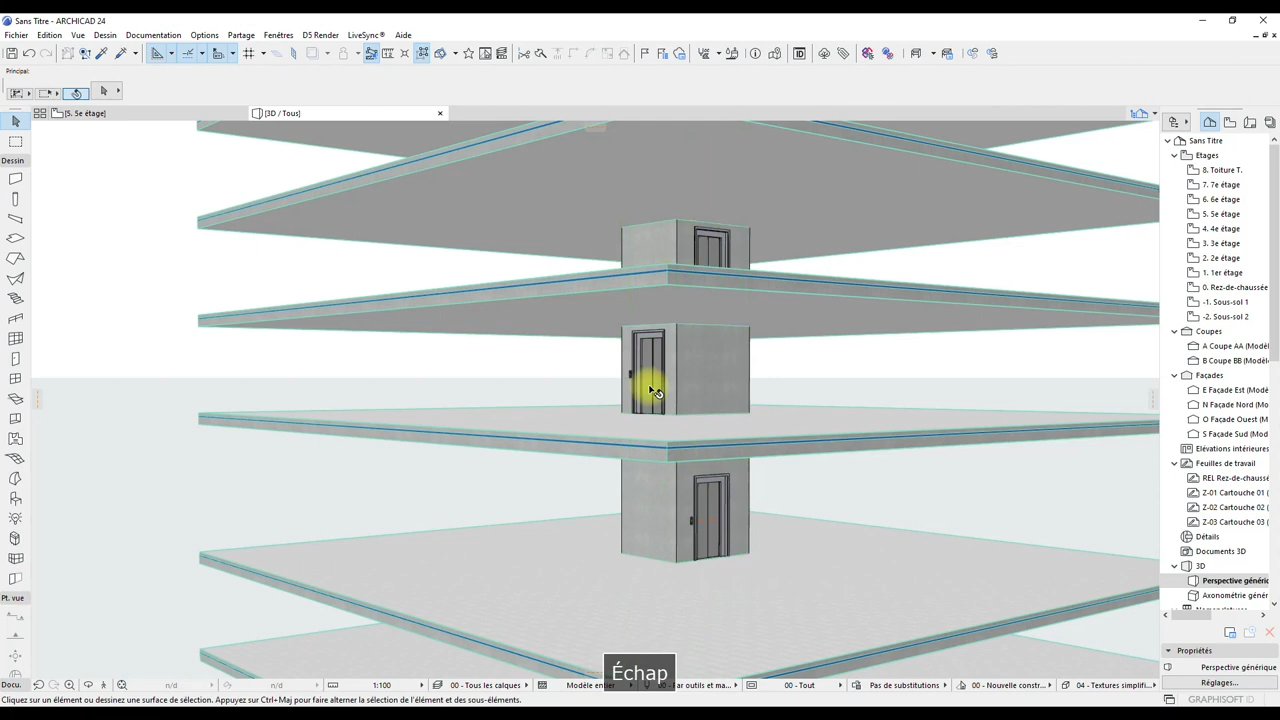 Sans Titre - ARCHICAD 24
Fichier Edition Vue Dessin Documentation Options Partage Fenêtres D5 Render LiveSync® Aide
Principal:
[5. 5e étage]
[3D / Tous]
Dessin
Pt. vue
Docu.
Sans Titre
Etages
8. Toiture T.
7. 7e étage
6. 6e étage
5. 5e étage
4. 4e étage
3. 3e étage
2. 2e étage
1. 1er étage
0. Rez-de-chaussée
-1. Sous-sol 1
-2. Sous-sol 2
Coupes
A Coupe AA (Modèl
B Coupe BB (Modèl
Façades
E Façade Est (Modè
N Façade Nord (Mod
O Façade Ouest (Mo
S Façade Sud (Modè
Elévations intérieures
Feuilles de travail
REL Rez-de-chaussé
Z-01 Cartouche 01 (
Z-02 Cartouche 02 (
Z-03 Cartouche 03 (
Détails
Documents 3D
3D
Perspective génériq
Axonométrie génér
Propriétés
Perspective générique
Réglages...
Échap
n/d
n/d
1:100
00 - Tous les calques
Modèle entier
00 - Tout
Pas de substitutions
00 - Nouvelle constr...
04 - Textures simplifi...
Cliquez sur un élément ou dessinez une surface de sélection. Appuyez sur Ctrl+Maj pour faire alterner la sélection de l'élément et des sous-éléments.
GRAPHISOFT ID